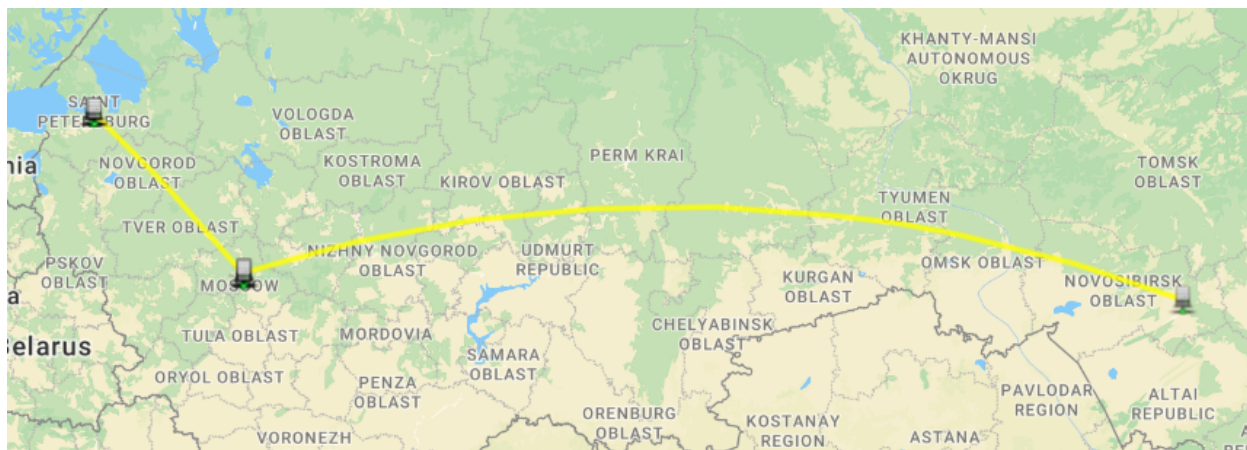 KHANTY-MANSI
AUTONOMOUS
OKRUG
SAINT
PETERSBURG
VOLOGDA
OBLAST
nia
NOVGOROD
OBLAST
KOSTROMA
OBLAST
PERM KRAI
KIROV OBLAST
TOMSK
OBLAST
TYUMEN
OBLAST
TVER OBLAST
NIZHNY NOVGOROD
OBLAST
UDMURT
REPUBLIC
PSKOV
OBLAST
MOSCOW
KURGAN
OBLAST
OMSK OBLAST
NOVOSIBIRSK
OBLAST
a
Belarus
TULA OBLAST
MORDOVIA
CHELYABINSK
OBLAST
SAMARA
OBLAST
ORYOL OBLAST
PENZA
OBLAST
PAVLODAR
REGION
ALTAI
REPUBLIC
ORENBURG
OBLAST
KOSTANAY
REGION
VORONEZH
ASTANA